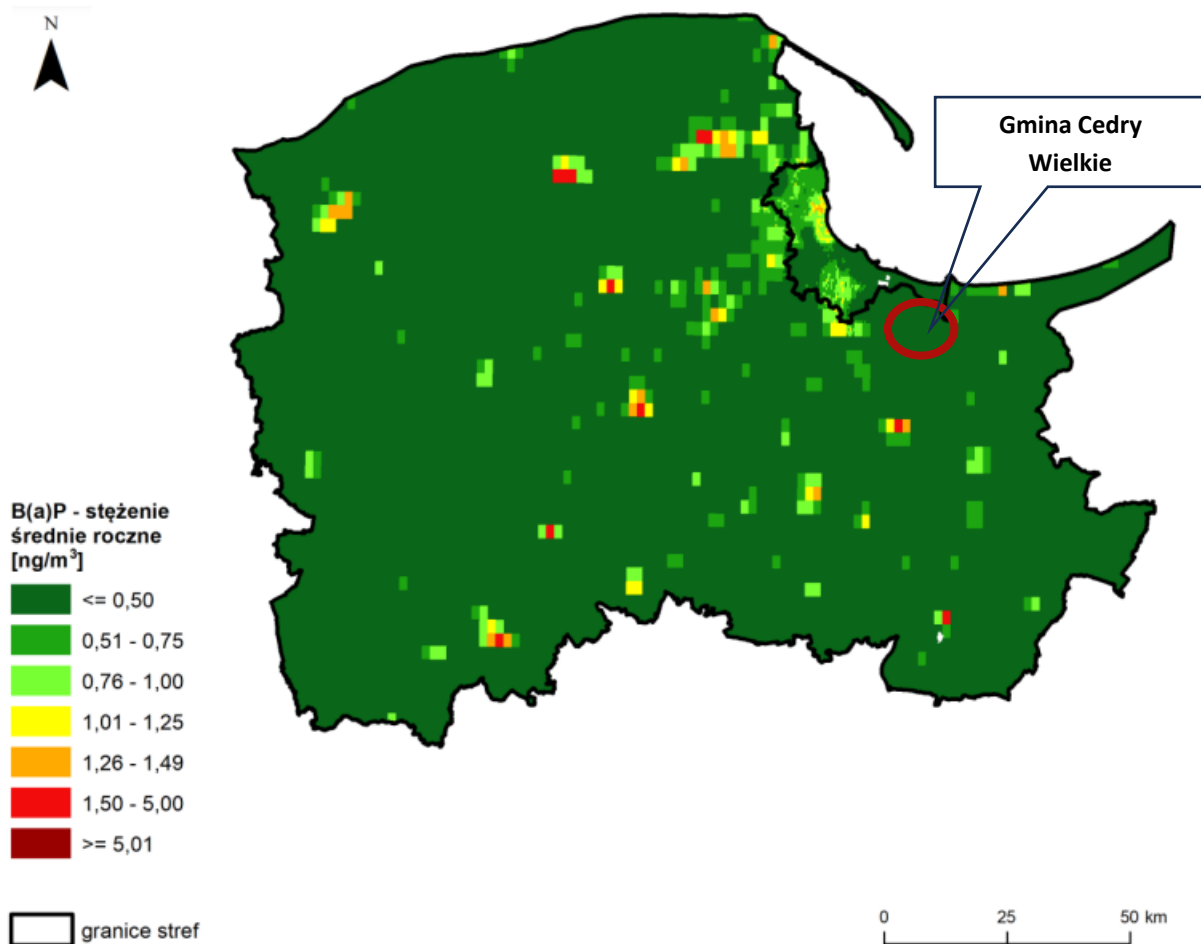 N
Gmina Cedry
Wielkie
B(a)P - stężenie
średnie roczne
[ng/m³]
<= 0,50
0,51 - 0,75
0,76 - 1,00
1,01 - 1,25
1,26 - 1,49
1,50 - 5,00
>= 5,01
granice stref
0 25 50 km